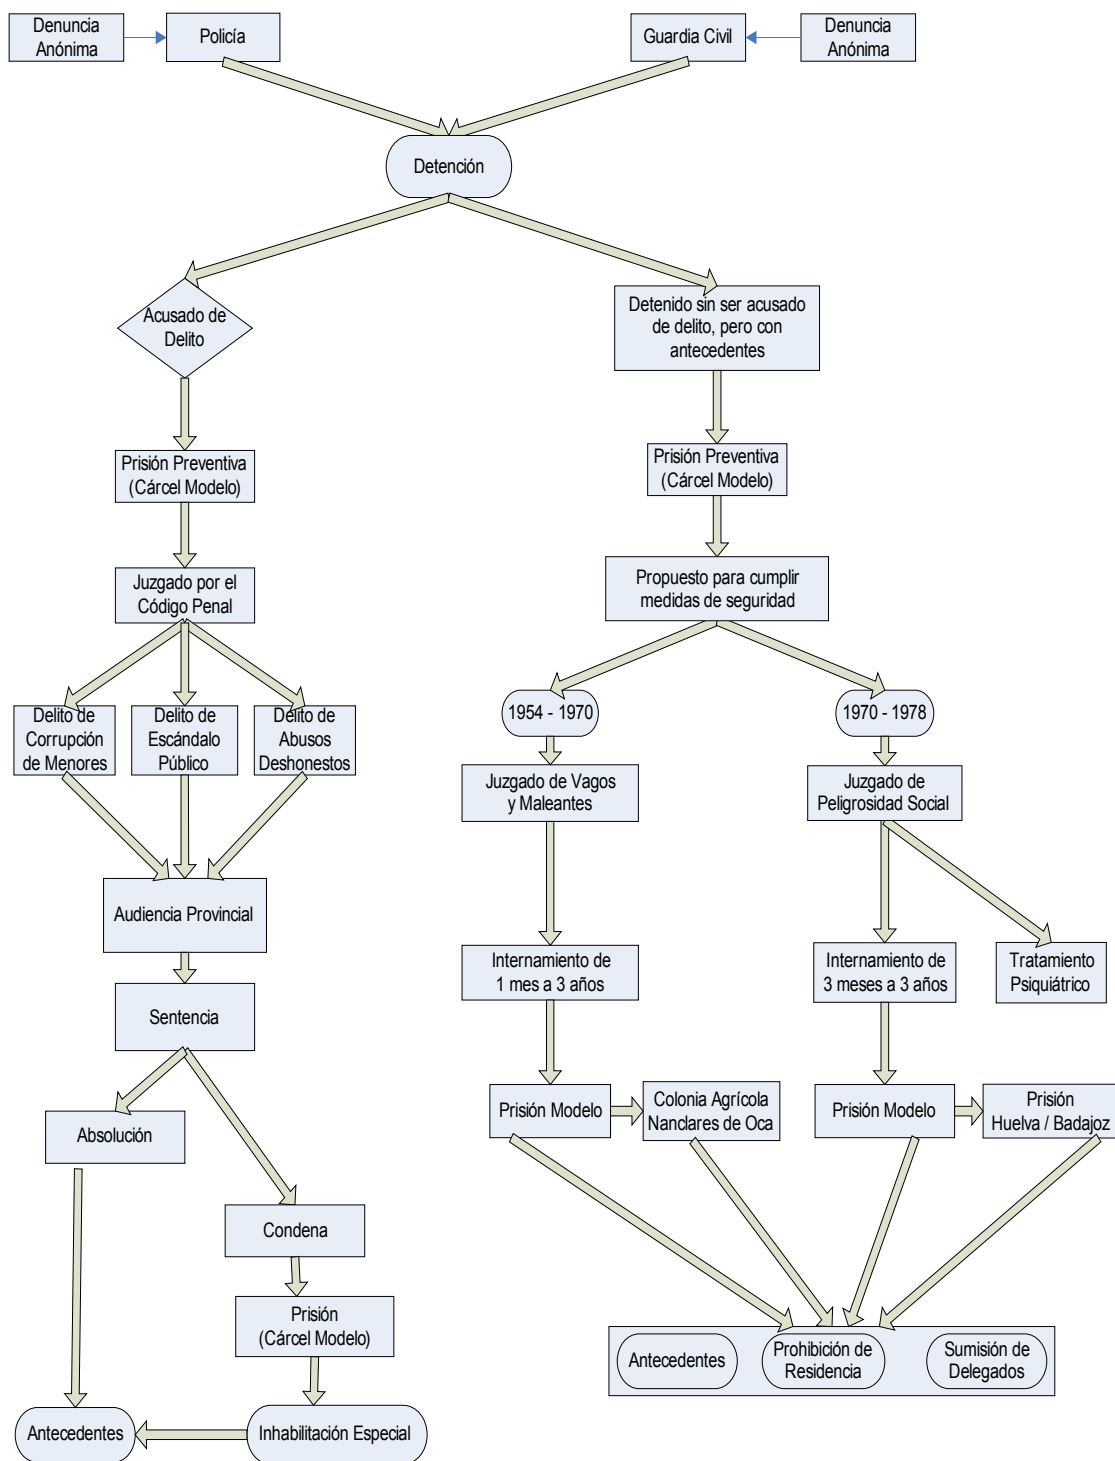 Denuncia
Anónima
Policía
Guardia Civil
Denuncia
Anónima
Detención
Acusado de
Delito
Detenido sin ser acusado
de delito, pero con
antecedentes
Prisión Preventiva
(Cárcel Modelo)
Prisión Preventiva
(Cárcel Modelo)
Juzgado por el
Código Penal
Propuesto para cumplir
medidas de seguridad
Delito de
Corrupción
de Menores
Delito de
Escándalo
Público
Delito de
Abusos
Deshonestos
1954 - 1970
1970 - 1978
Juzgado de Vagos
y Maleantes
Juzgado de
Peligrosidad Social
Audiencia Provincial
Internamiento de
1 mes a 3 años
Internamiento de
3 meses a 3 años
Tratamiento
Psiquiátrico
Sentencia
Absolución
Prisión Modelo
Colonia Agrícola
Nanclares de Oca
Prisión Modelo
Prisión
Huelva / Badajoz
Condena
Prisión
(Cárcel Modelo)
Antecedentes
Prohibición de
Residencia
Sumisión de
Delegados
Antecedentes
Inhabilitación Especial